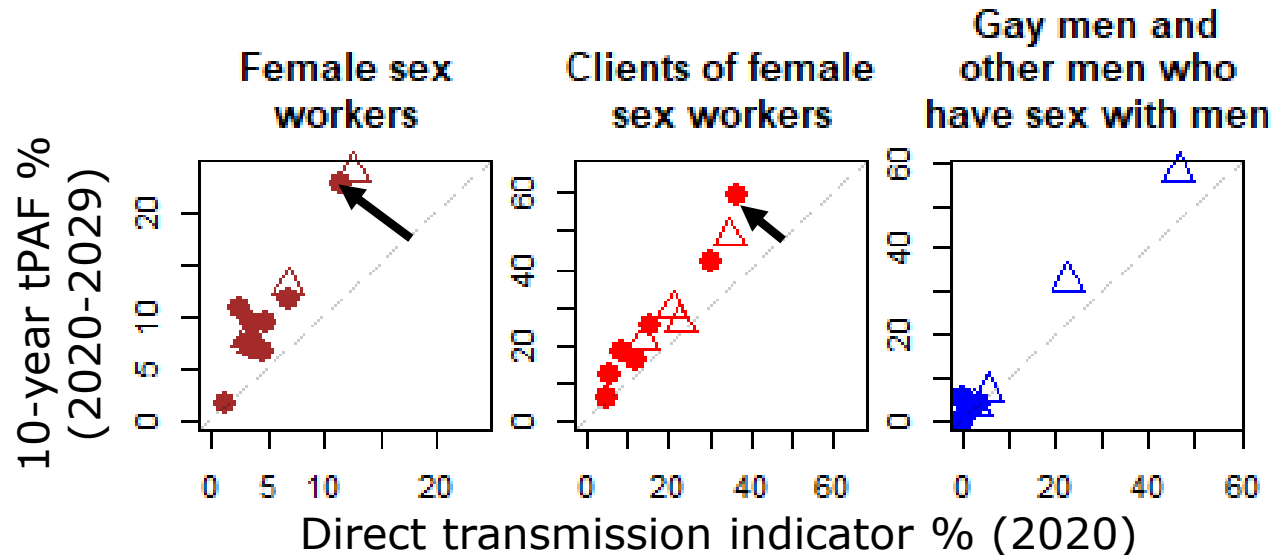 Female sex
workers
Clients of female
sex workers
Gay men and
other men who
have sex with men
10-year tPAF %
(2020-2029)
0 5 10 20
0 5 10 20
0 20 40 60
0 20 40 60
0 20 40 60
0 20 40 60
Direct transmission indicator % (2020)